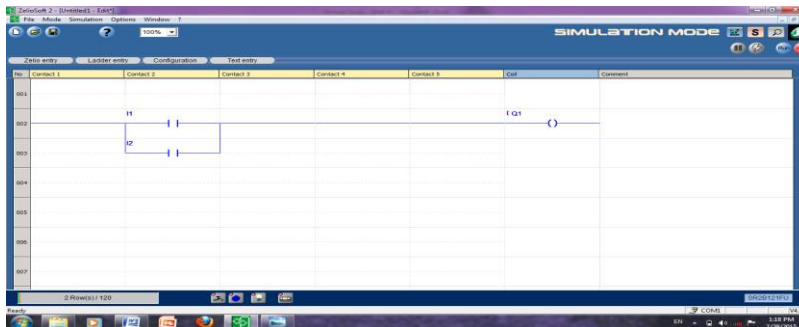 ZelioSoft 2 - [Untitled1 - Edit*]
File Mode Simulation Options Window ?
100%
SIMULATION MODE
S
Zelio entry Ladder entry Configuration Text entry
No Contact 1 Contact 2 Contact 3 Contact 4 Contact 5 Coil Comment
001
I1 [ Q1
002
I2
003
004
005
006
007
2 Row(s) / 120
SR2B121FU
Ready COM1 V4
EN 3:18 PM